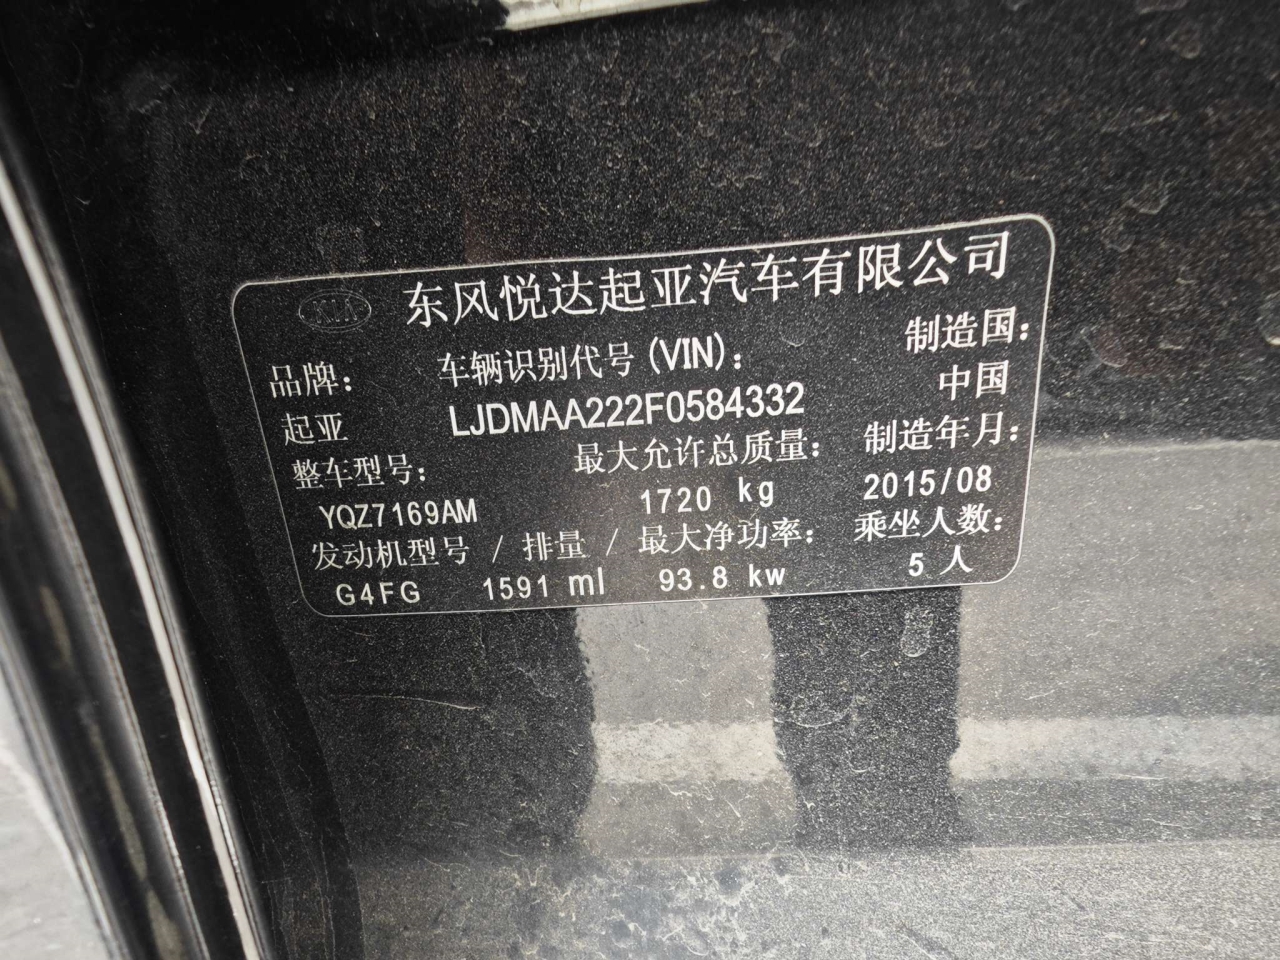 KIA 东风悦达起亚汽车有限公司
品牌: 车辆识别代号(VIN): 制造国:
起亚 LJDMAA222F0584332 中国
整车型号: 最大允许总质量: 制造年月:
YQZ7169AM 1720 kg 2015/08
发动机型号 / 排量 / 最大净功率: 乘坐人数:
G4FG 1591 ml 93.8 kw 5 人